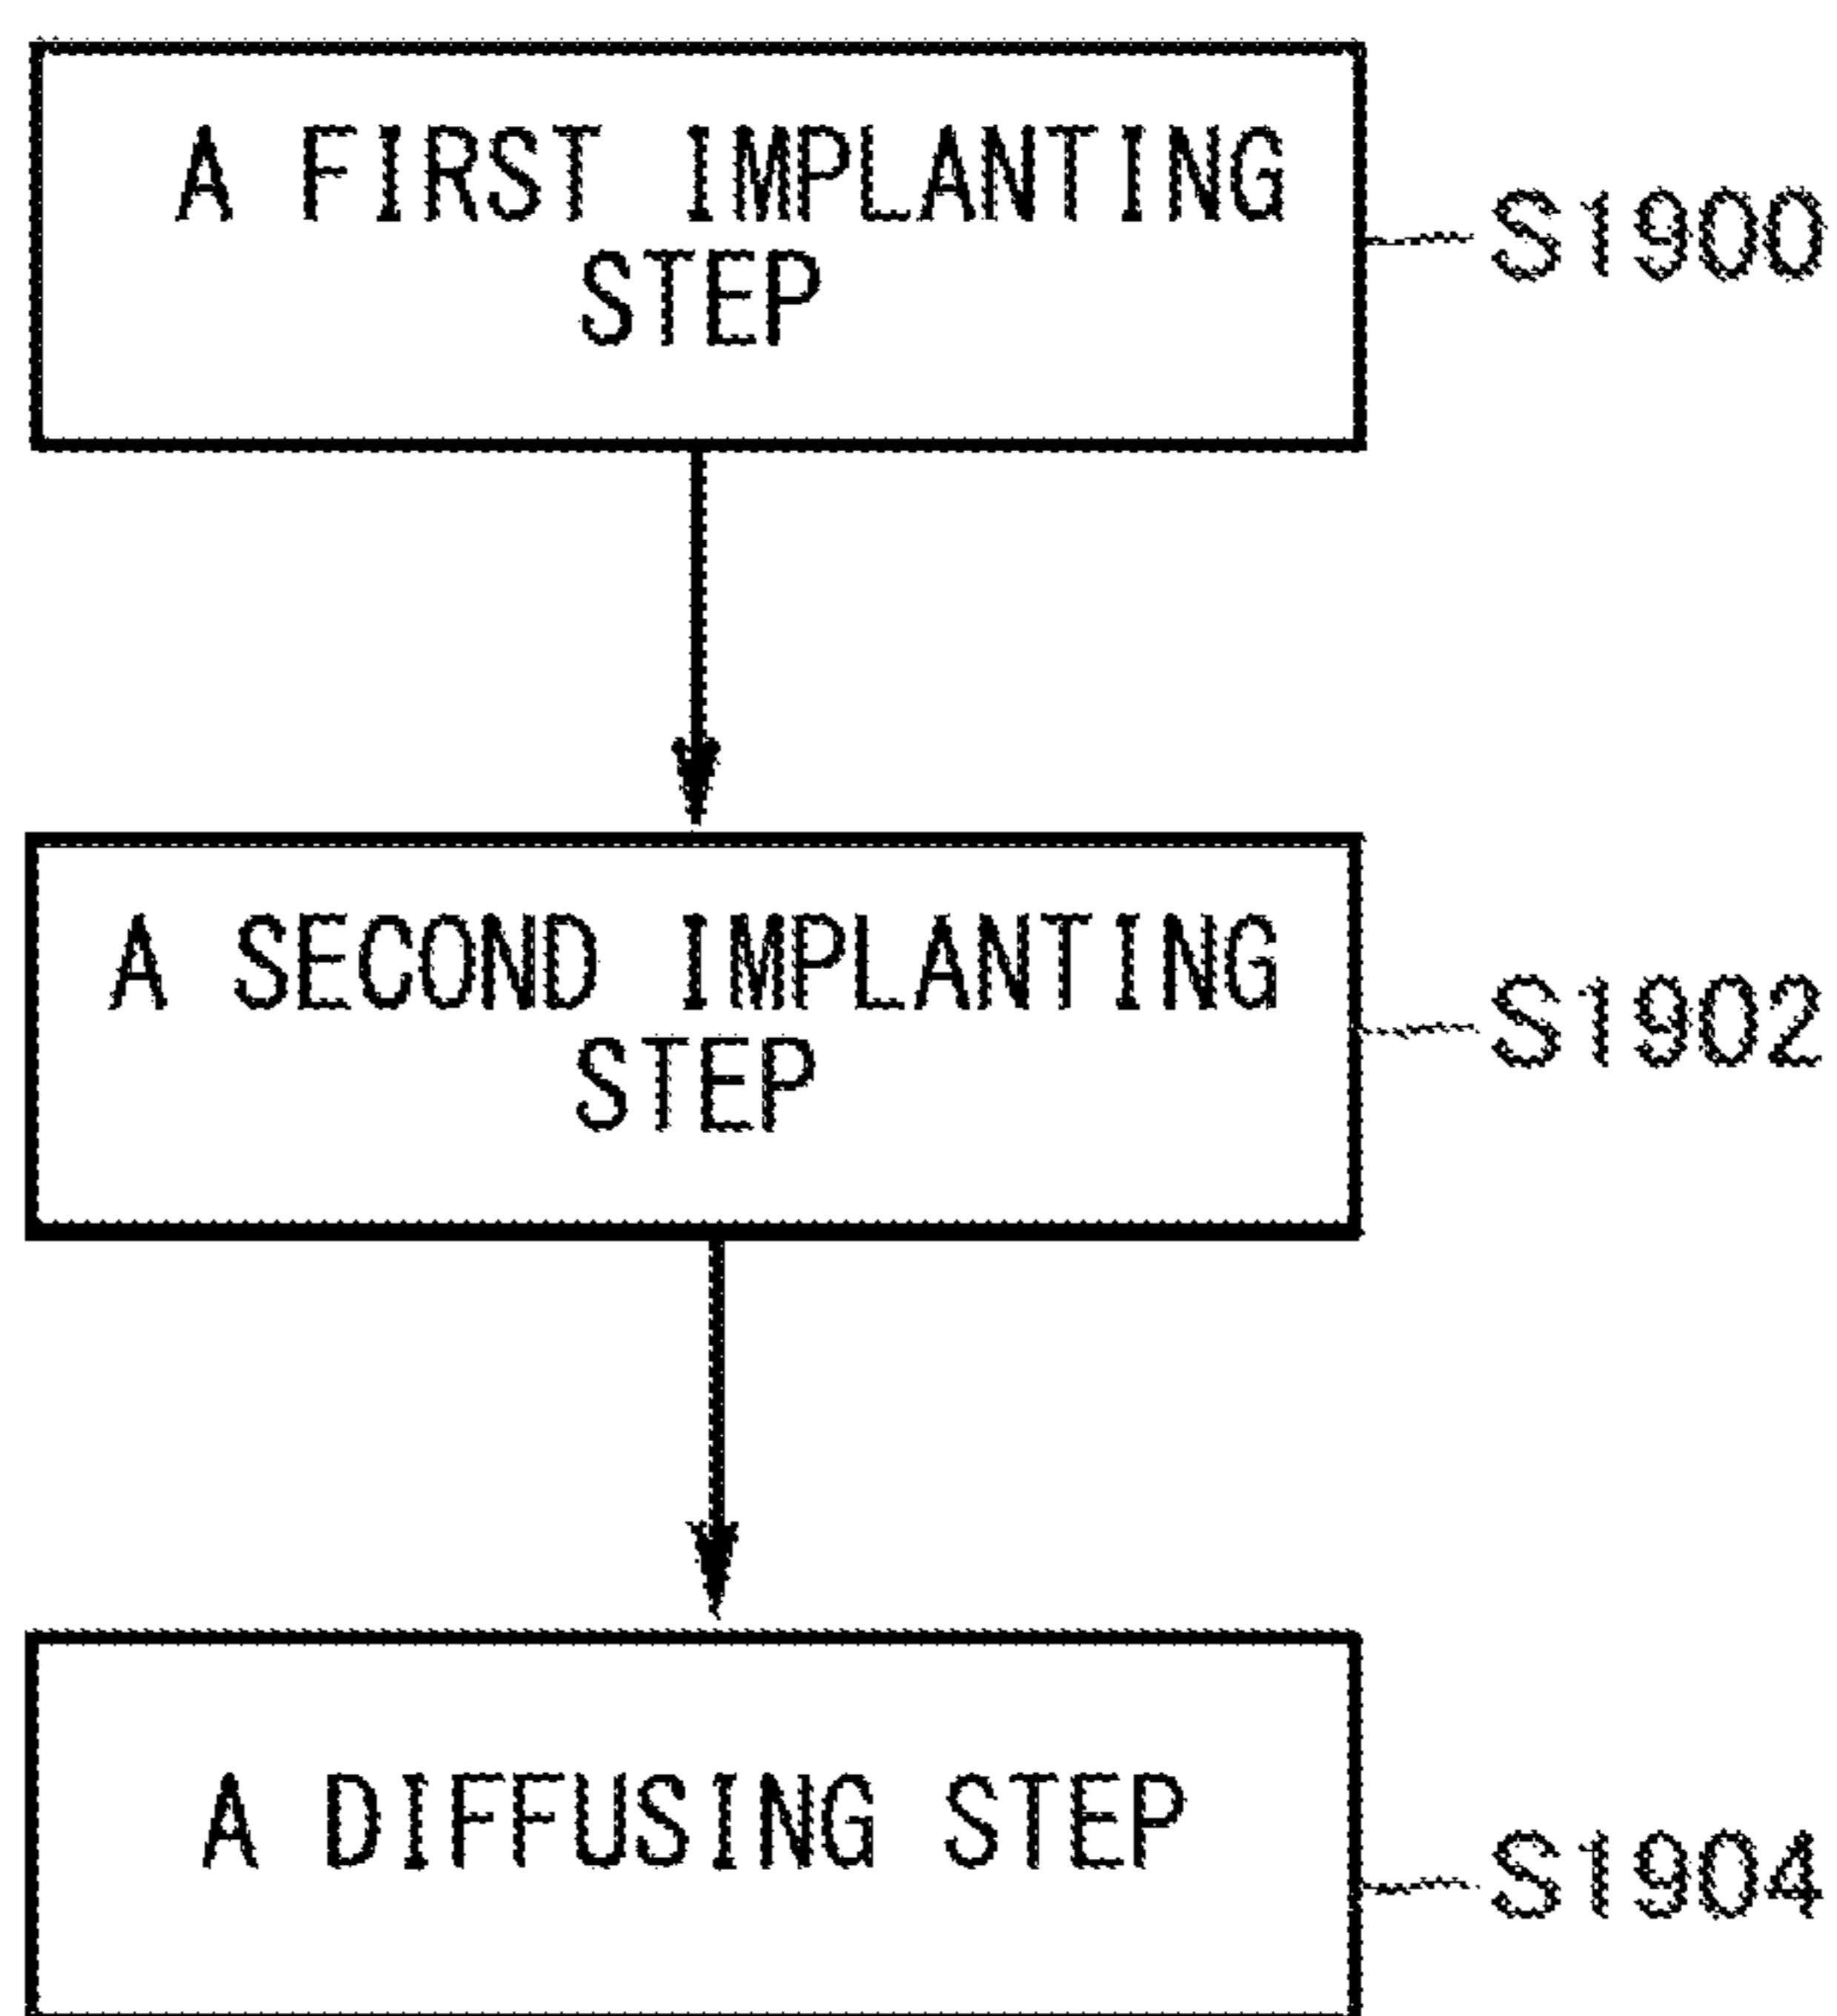 A FIRST IMPLANTING
STEP
S1900
A SECOND IMPLANTING
STEP
S1902
A DIFFUSING STEP
S1904